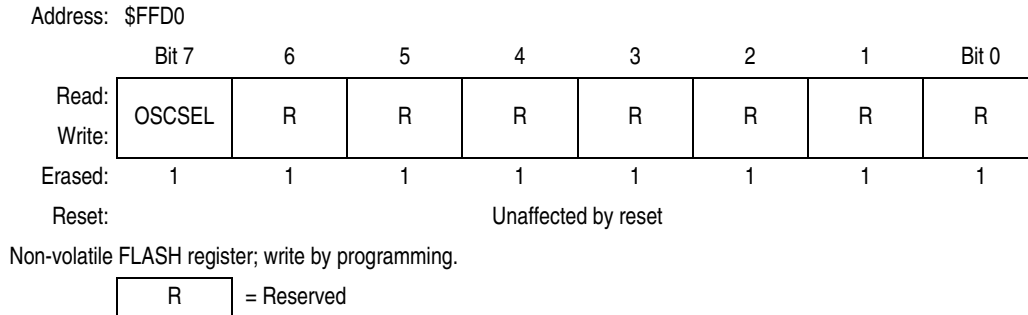 Address: $FFD0
Bit 7 6 5 4 3 2 1 Bit 0
Read:
OSCSEL R R R R R R R
Write:
Erased: 1 1 1 1 1 1 1 1
Reset: Unaffected by reset
Non-volatile FLASH register; write by programming.
R = Reserved